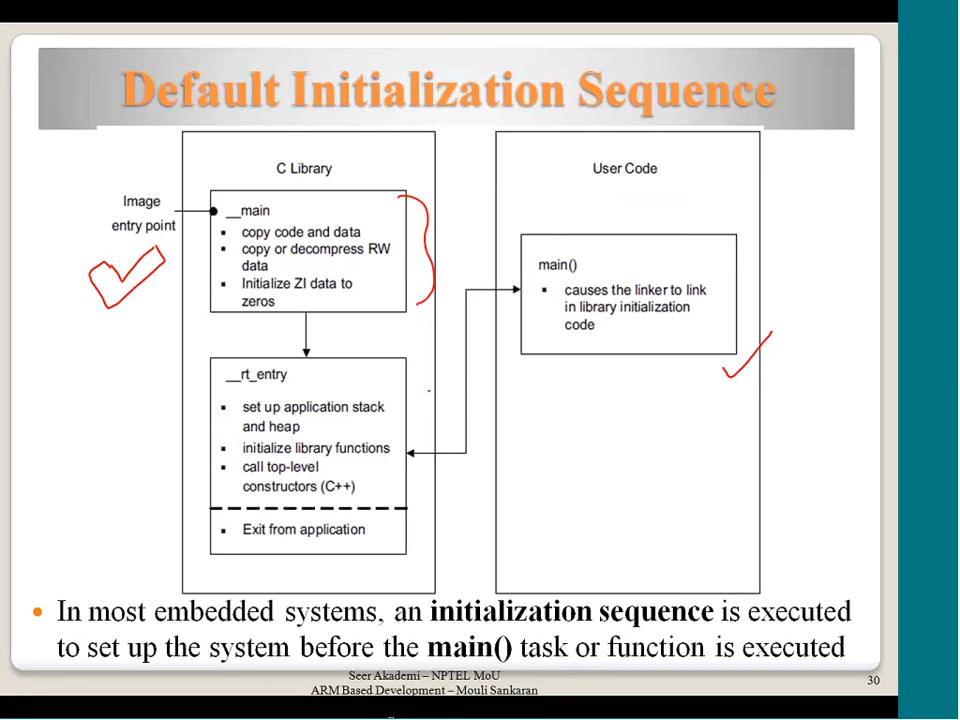 Default Initialization Sequence
C Library
User Code
Image
entry point
__main
▪ copy code and data
▪ copy or decompress RW
data
▪ Initialize ZI data to
zeros
main()
▪ causes the linker to link
in library initialization
code
__rt_entry
▪ set up application stack
and heap
▪ initialize library functions
▪ call top-level
constructors (C++)
▪ Exit from application
• In most embedded systems, an initialization sequence is executed
to set up the system before the main() task or function is executed
Seer Akademi – NPTEL MoU
ARM Based Development – Mouli Sankaran
30